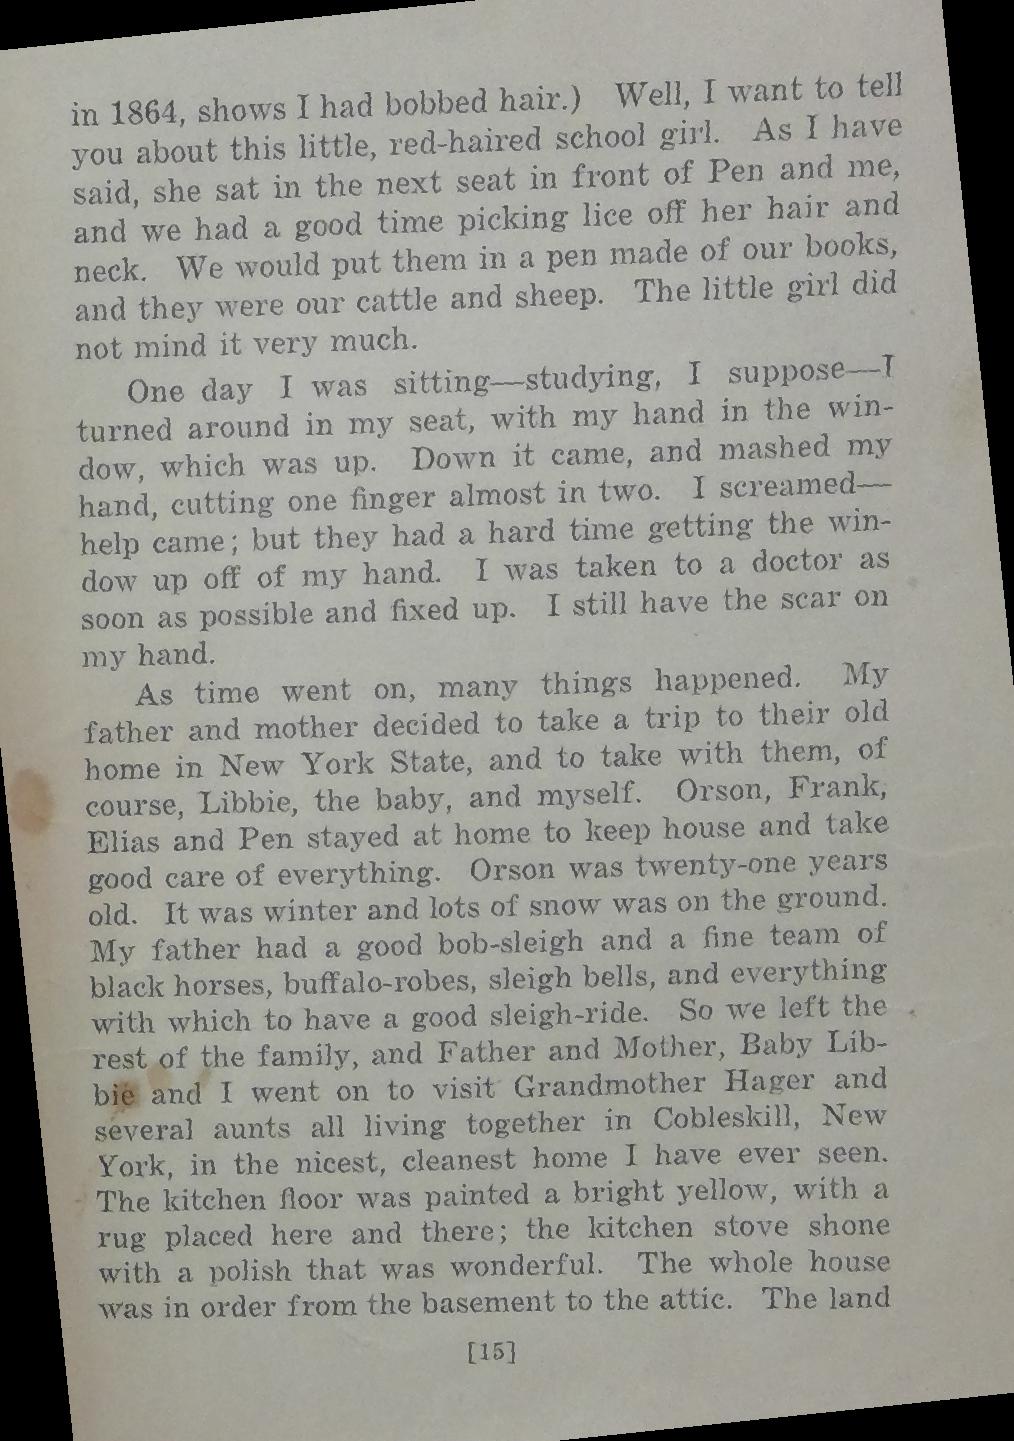 in 1864, shows I had bobbed hair.) Well, I want to tell
you about this little, red-haired school girl. As I have
said, she sat in the next seat in front of Pen and me,
and we had a good time picking lice off her hair and
neck. We would put them in a pen made of our books,
and they were our cattle and sheep. The little girl did
not mind it very much.
One day I was sitting—studying, I suppose—I
turned around in my seat, with my hand in the win-
dow, which was up. Down it came, and mashed my
hand, cutting one finger almost in two. I screamed—
help came; but they had a hard time getting the win-
dow up off of my hand. I was taken to a doctor as
soon as possible and fixed up. I still have the scar on
my hand.
As time went on, many things happened. My
father and mother decided to take a trip to their old
home in New York State, and to take with them, of
course, Libbie, the baby, and myself. Orson, Frank,
Elias and Pen stayed at home to keep house and take
good care of everything. Orson was twenty-one years
old. It was winter and lots of snow was on the ground.
My father had a good bob-sleigh and a fine team of
black horses, buffalo-robes, sleigh bells, and everything
with which to have a good sleigh-ride. So we left the
rest of the family, and Father and Mother, Baby Lib-
bie and I went on to visit Grandmother Hager and
several aunts all living together in Cobleskill, New
York, in the nicest, cleanest home I have ever seen.
The kitchen floor was painted a bright yellow, with a
rug placed here and there; the kitchen stove shone
with a polish that was wonderful. The whole house
was in order from the basement to the attic. The land
[15]